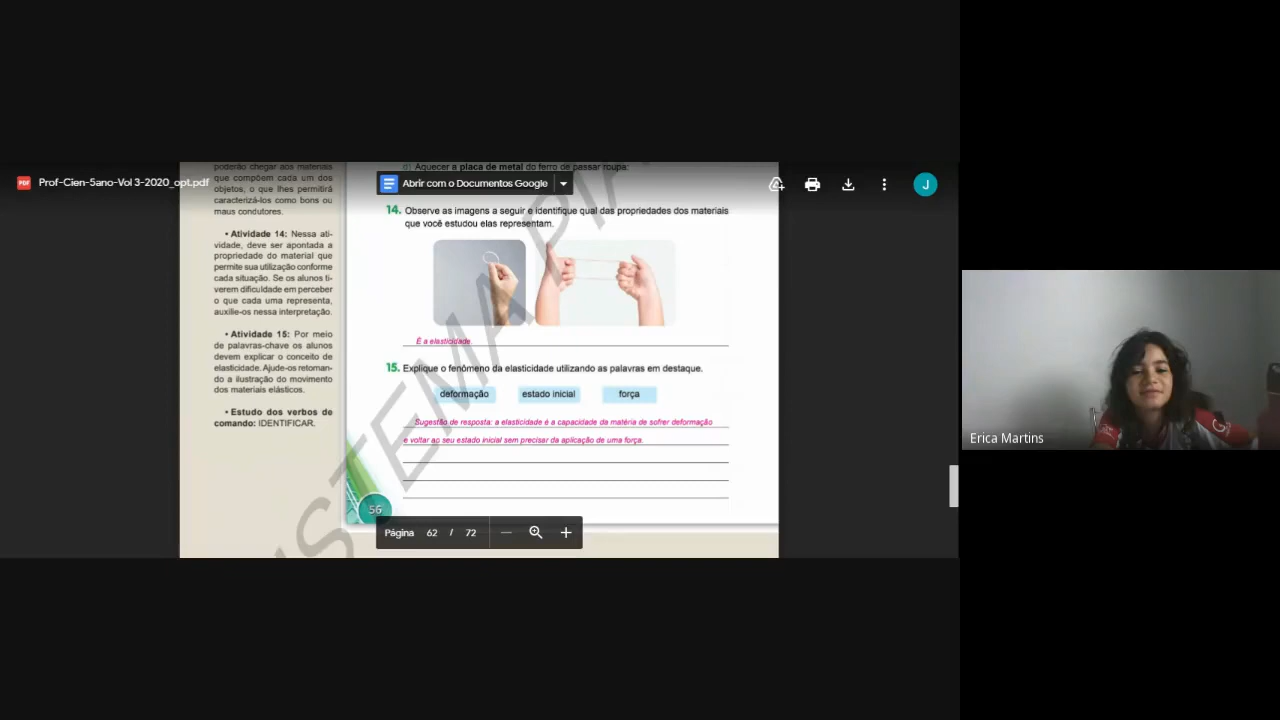 Prof-Cien-5ano-Vol 3-2020_opt.pdf
Abrir com o Documentos Google
J
poderão chegar aos materiais
que compõem cada um dos
objetos, o que lhes permitirá
caracterizá-los como bons ou
maus condutores.
• Atividade 14: Nessa ati-
vidade, deve ser apontada a
propriedade do material que
permite sua utilização conforme
cada situação. Se os alunos ti-
verem dificuldade em perceber
o que cada uma representa,
auxilie-os nessa interpretação.
• Atividade 15: Por meio
de palavras-chave os alunos
devem explicar o conceito de
elasticidade. Ajude-os retoman-
do a ilustração do movimento
dos materiais elásticos.
• Estudo dos verbos de
comando: IDENTIFICAR.
d) Aquecer a placa de metal do ferro de passar roupa:
14. Observe as imagens a seguir e identifique qual das propriedades dos materiais
que você estudou elas representam.
É a elasticidade
15. Explique o fenômeno da elasticidade utilizando as palavras em destaque.
deformação estado inicial força
Sugestão de resposta: a elasticidade é a capacidade da matéria de sofrer deformação
e voltar ao seu estado inicial sem precisar da aplicação de uma força.
56
Página 62 / 72
Erica Martins